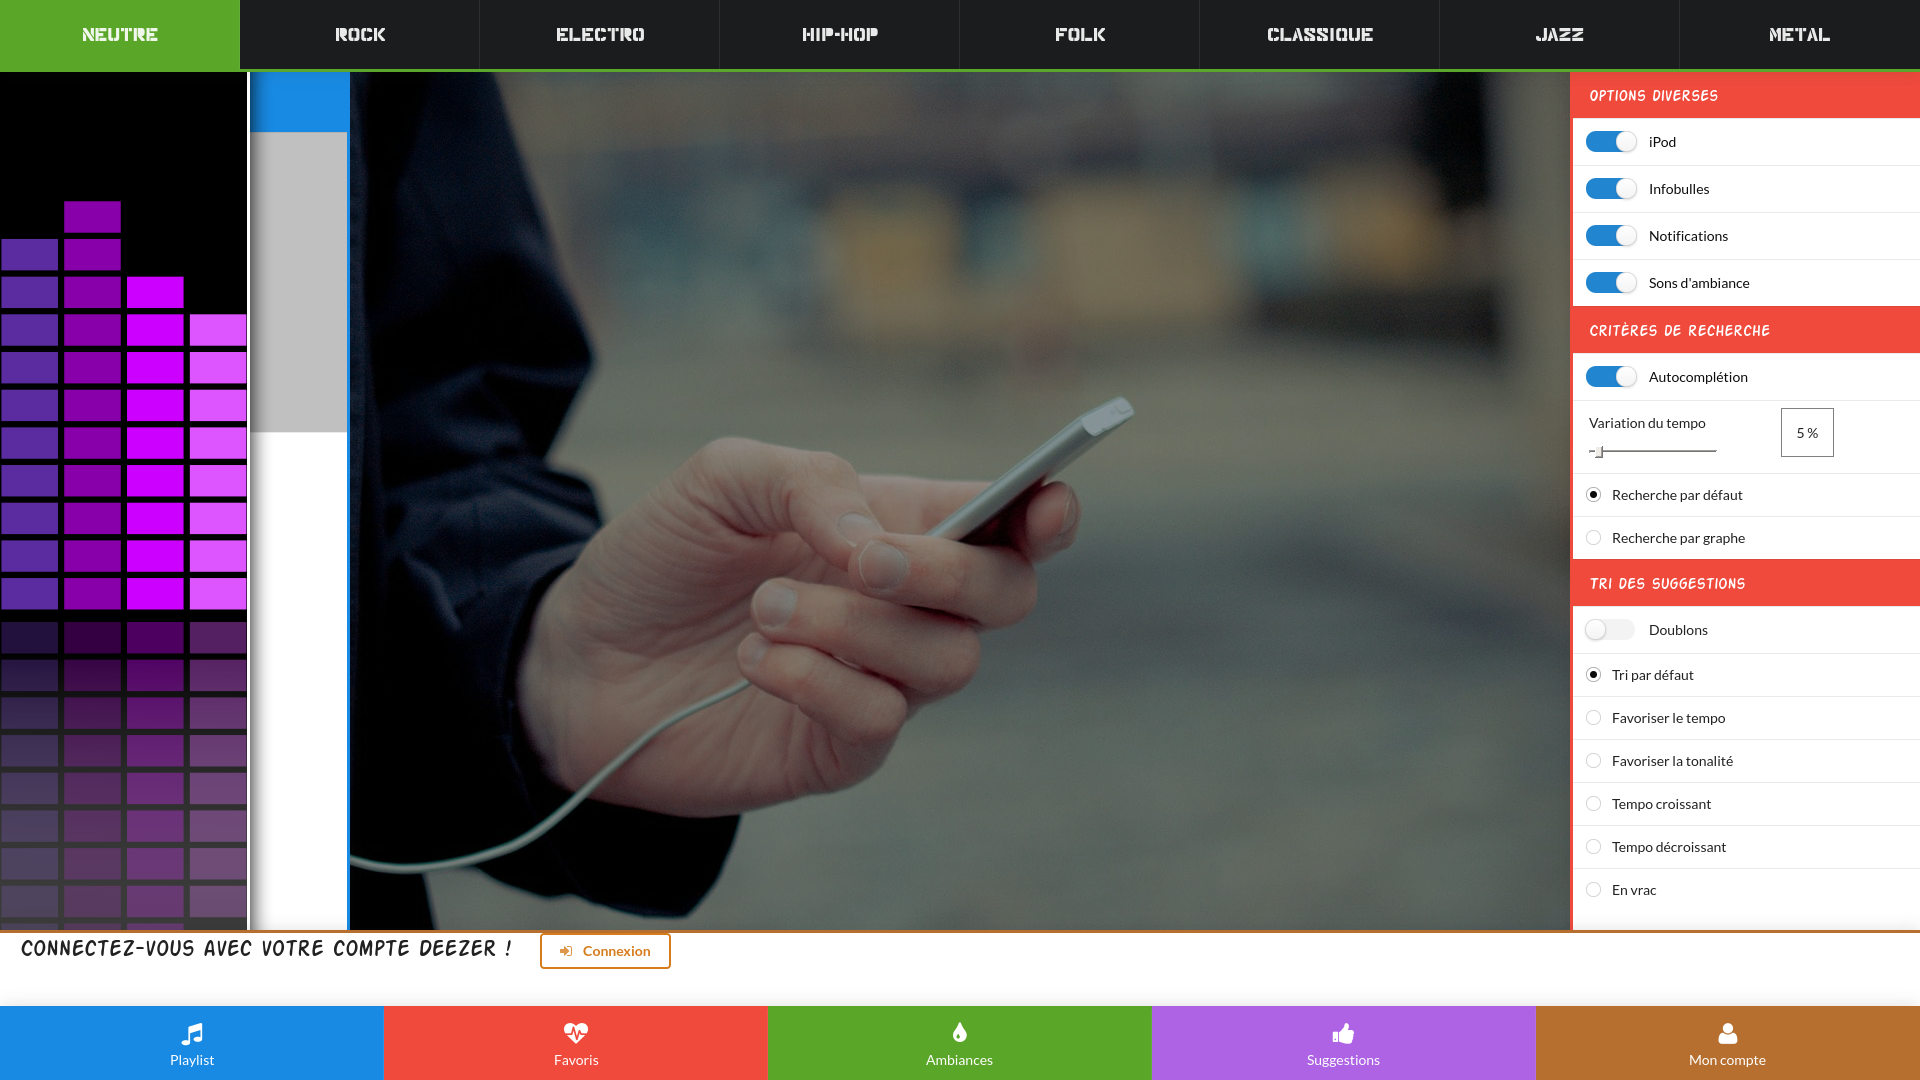 NEUTRE
ROCK
ELECTRO
HIP-HOP
FOLK
CLASSIQUE
JAZZ
METAL
OPTIONS DIVERSES
iPod
Infobulles
Notifications
Sons d'ambiance
CRITÈRES DE RECHERCHE
Autocomplétion
Variation du tempo
5 %
Recherche par défaut
Recherche par graphe
TRI DES SUGGESTIONS
Doublons
Tri par défaut
Favoriser le tempo
Favoriser la tonalité
Tempo croissant
Tempo décroissant
En vrac
CONNECTEZ-VOUS AVEC VOTRE COMPTE DEEZER !
Connexion
Playlist
Favoris
Ambiances
Suggestions
Mon compte